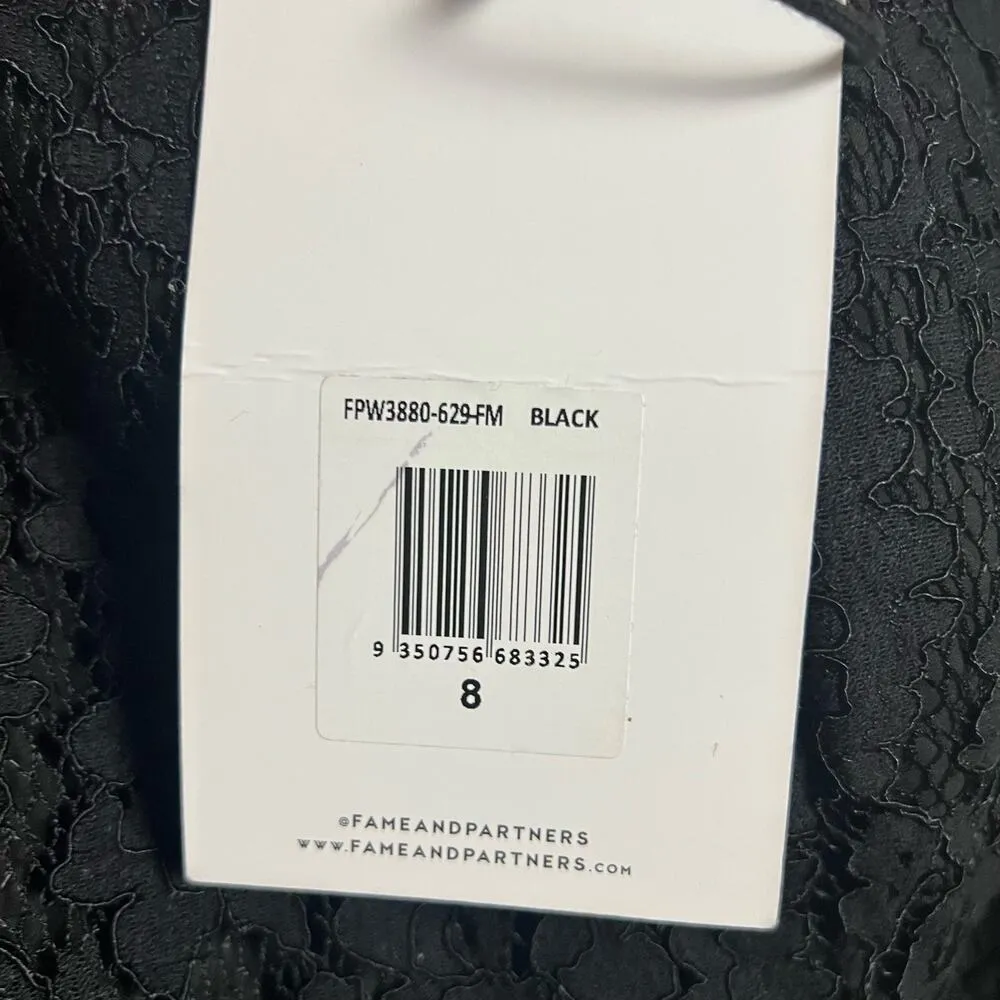 FPW3880-629-FM BLACK
9 350756 683325
8
@FAMEANDPARTNERS
WWW.FAMEANDPARTNERS.COM